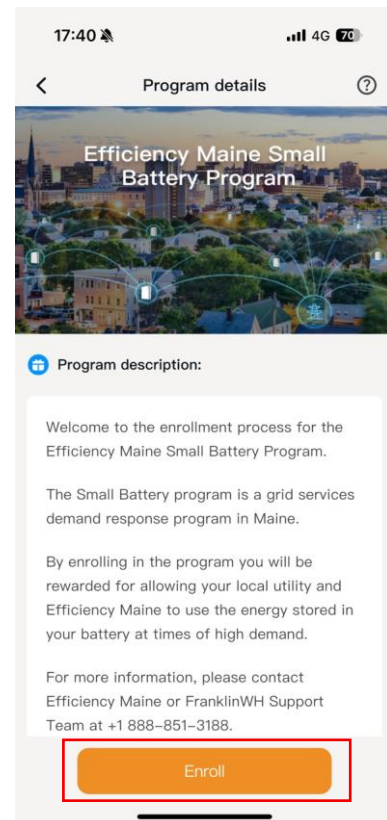 17:40
4G 70
Program details
Efficiency Maine Small
Battery Program
Program description:
Welcome to the enrollment process for the
Efficiency Maine Small Battery Program.
The Small Battery program is a grid services
demand response program in Maine.
By enrolling in the program you will be
rewarded for allowing your local utility and
Efficiency Maine to use the energy stored in
your battery at times of high demand.
For more information, please contact
Efficiency Maine or FranklinWH Support
Team at +1 888-851-3188.
Enroll